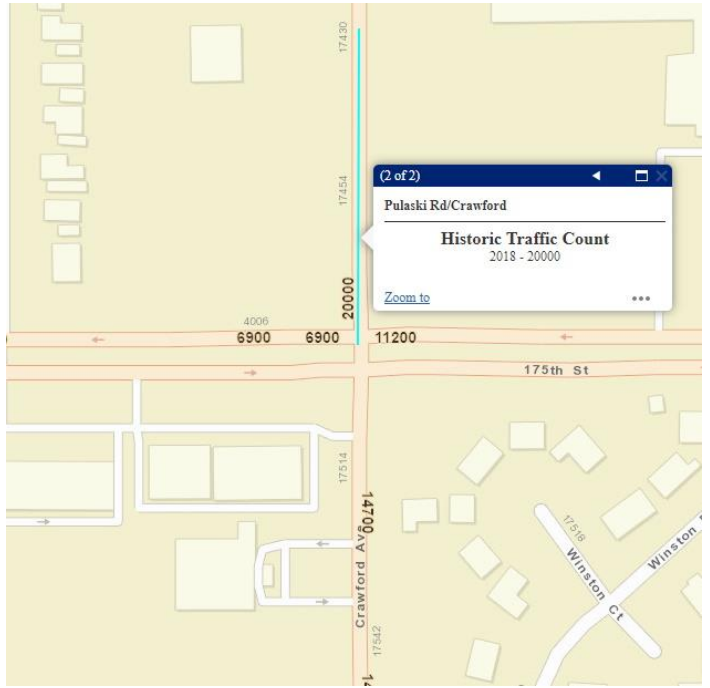 17430
(2 of 2)
Pulaski Rd/Crawford
Historic Traffic Count
2018 - 20000
Zoom to
17454
20000
4006
6900
6900
11200
175th St
17514
14700
Crawford Ave
17518
Winston Ct
Winston
17542